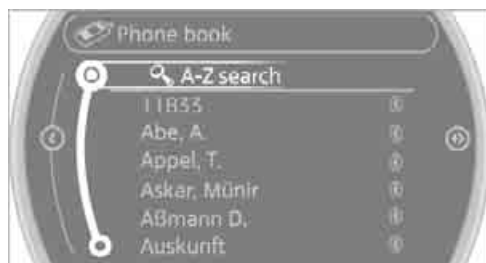 Phone book
A-Z search
11833
Abe, A.
Appel, T.
Askar, Münir
Aßmann D.
Auskunft